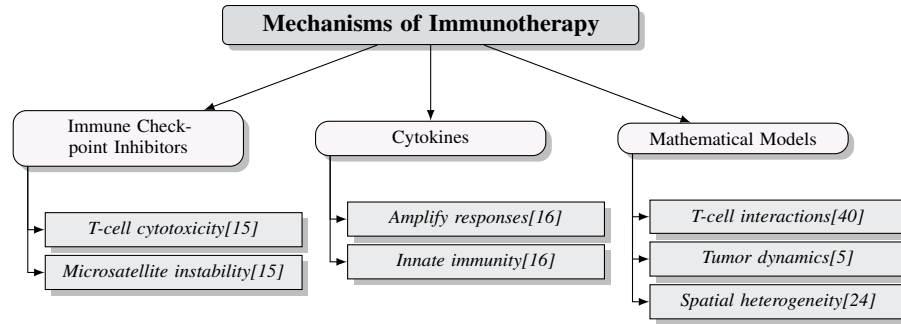 Mechanisms of Immunotherapy
Immune Check-
point Inhibitors
T-cell cytotoxicity[15]
Microsatellite instability[15]
Cytokines
Amplify responses[16]
Innate immunity[16]
Mathematical Models
T-cell interactions[40]
Tumor dynamics[5]
Spatial heterogeneity[24]